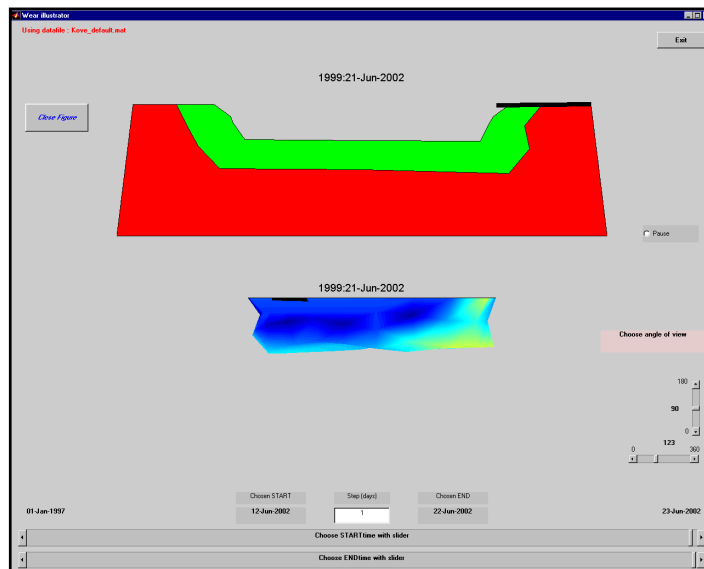 Wear illustrator
Using datafile : Kove_default.mat
Exit
1999:21-Jun-2002
Close Figure
Pause
1999:21-Jun-2002
Choose angle of view
180
90
0
123
0 360
Chosen START Step (days) Chosen END
01-Jan-1997 12-Jun-2002 1 22-Jun-2002 23-Jun-2002
Choose STARTtime with slider
Choose ENDtime with slider